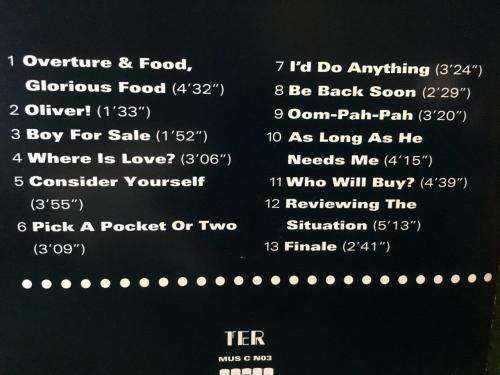 1 Overture & Food,
Glorious Food (4'32")
2 Oliver! (1'33")
3 Boy For Sale (1'52")
4 Where Is Love? (3'06")
5 Consider Yourself
(3'55")
6 Pick A Pocket Or Two
(3'09")
7 I'd Do Anything (3'24")
8 Be Back Soon (2'29")
9 Oom-Pah-Pah (3'20")
10 As Long As He
Needs Me (4'15")
11 Who Will Buy? (4'39")
12 Reviewing The
Situation (5'13")
13 Finale (2'41")
TER
MUS C N03